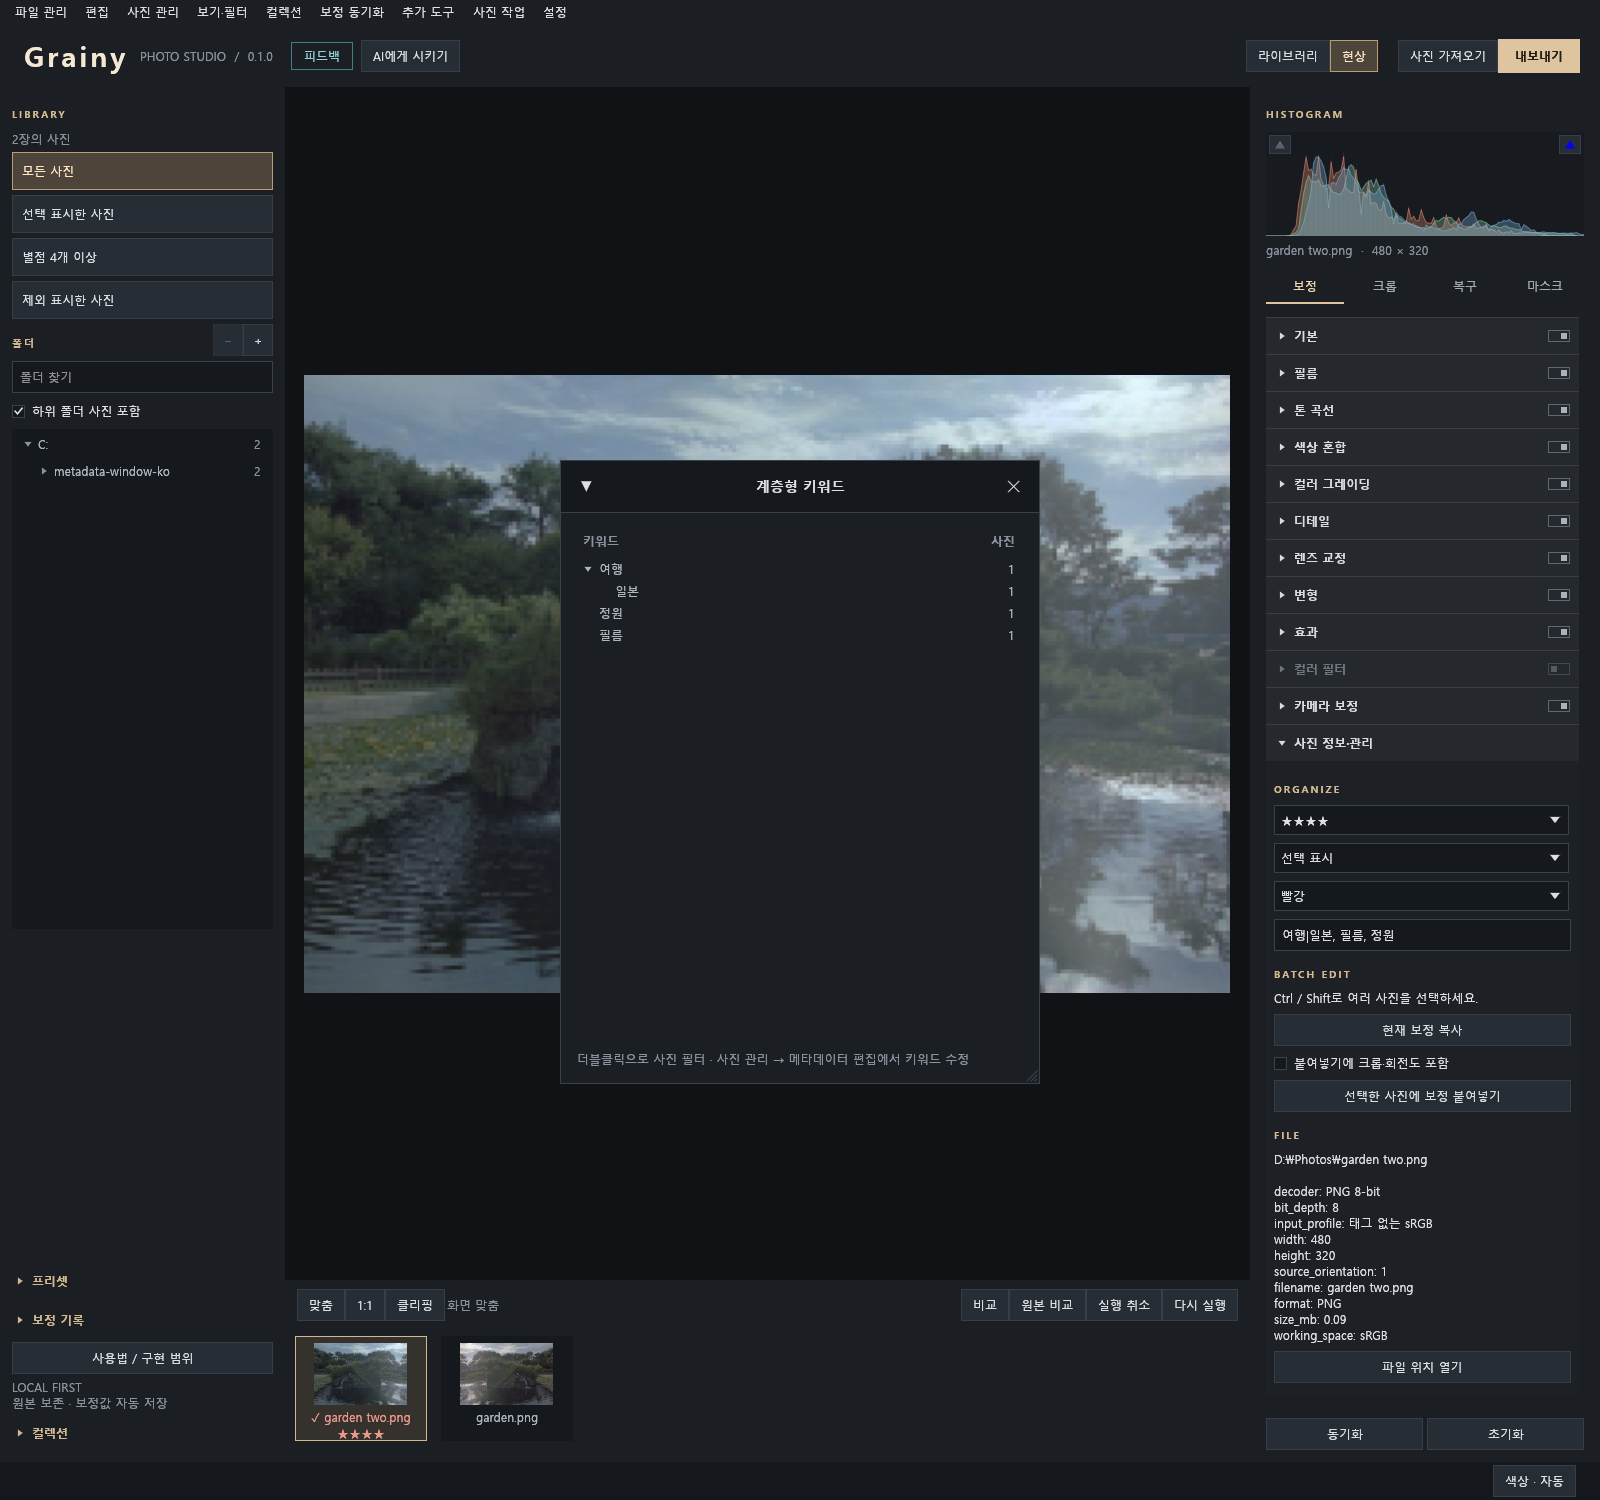 파일 관리 편집 사진 관리 보기·필터 컬렉션 보정 동기화 추가 도구 사진 작업 설정
Grainy PHOTO STUDIO / 0.1.0 피드백 AI에게 시키기 라이브러리 현상 사진 가져오기 내보내기
LIBRARY
2장의 사진
모든 사진
선택 표시한 사진
별점 4개 이상
제외 표시한 사진
폴더 − +
폴더 찾기
하위 폴더 사진 포함
C: 2
metadata-window-ko 2
프리셋
보정 기록
사용법 / 구현 범위
LOCAL FIRST
원본 보존 · 보정값 자동 저장
컬렉션
계층형 키워드
키워드 사진
여행 1
일본 1
정원 1
필름 1
더블클릭으로 사진 필터 · 사진 관리 → 메타데이터 편집에서 키워드 수정
맞춤 1:1 클리핑 화면 맞춤 비교 원본 비교 실행 취소 다시 실행
✓ garden two.png
★★★★
garden.png
HISTOGRAM
garden two.png · 480 × 320
보정 크롭 복구 마스크
기본
필름
톤 곡선
색상 혼합
컬러 그레이딩
디테일
렌즈 교정
변형
효과
컬러 필터
카메라 보정
사진 정보·관리
ORGANIZE
★★★★
선택 표시
빨강
여행|일본, 필름, 정원
BATCH EDIT
Ctrl / Shift로 여러 사진을 선택하세요.
현재 보정 복사
붙여넣기에 크롭·회전도 포함
선택한 사진에 보정 붙여넣기
FILE
D:₩Photos₩garden two.png
decoder: PNG 8-bit
bit_depth: 8
input_profile: 태그 없는 sRGB
width: 480
height: 320
source_orientation: 1
filename: garden two.png
format: PNG
size_mb: 0.09
working_space: sRGB
파일 위치 열기
동기화 초기화
색상 · 자동